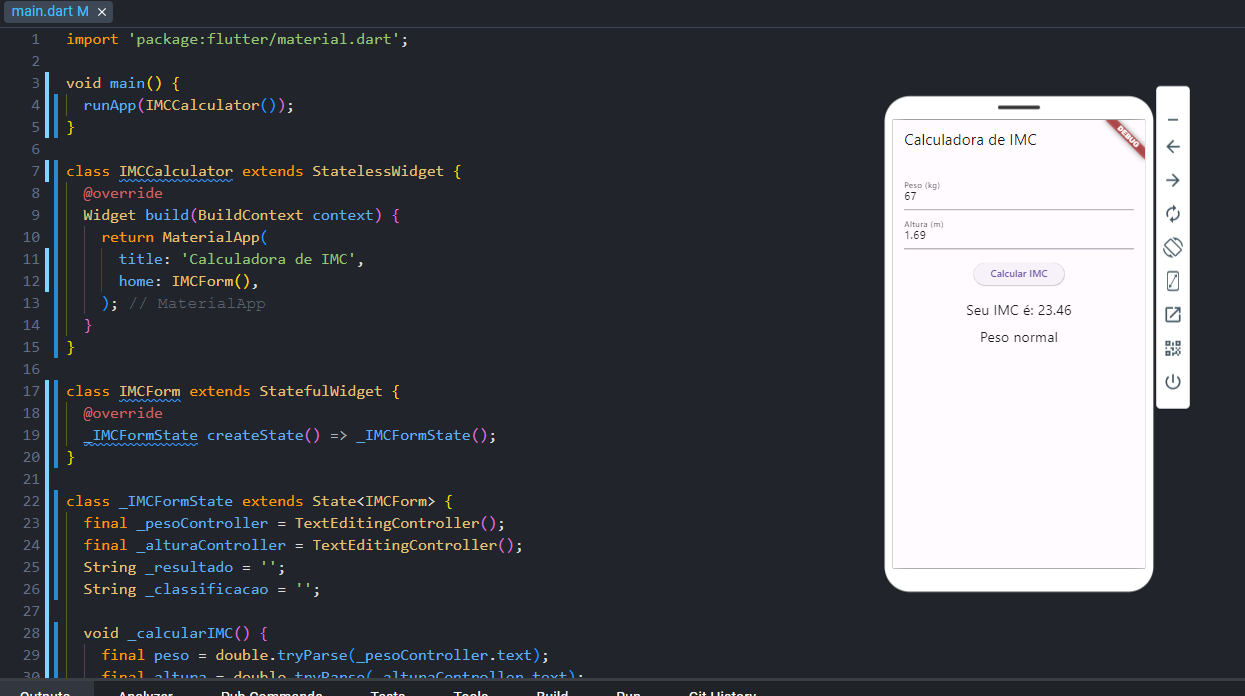 main.dart M ×
1 import 'package:flutter/material.dart';
2
3 void main() {
4 runApp(IMCCalculator());
5 }
6
7 class IMCCalculator extends StatelessWidget {
8 @override
9 Widget build(BuildContext context) {
10 return MaterialApp(
11 title: 'Calculadora de IMC',
12 home: IMCForm(),
13 ); // MaterialApp
14 }
15 }
16
17 class IMCForm extends StatefulWidget {
18 @override
19 _IMCFormState createState() => _IMCFormState();
20 }
21
22 class _IMCFormState extends State<IMCForm> {
23 final _pesoController = TextEditingController();
24 final _alturaController = TextEditingController();
25 String _resultado = '';
26 String _classificacao = '';
27
28 void _calcularIMC() {
29 final peso = double.tryParse(_pesoController.text);
30 final altura = double.tryParse(_alturaController.text);
DEBUG
Calculadora de IMC
Peso (kg)
67
Altura (m)
1.69
Calcular IMC
Seu IMC é: 23.46
Peso normal
Outputs Analyzer Pub Commands Tests Tools Build Run Git History